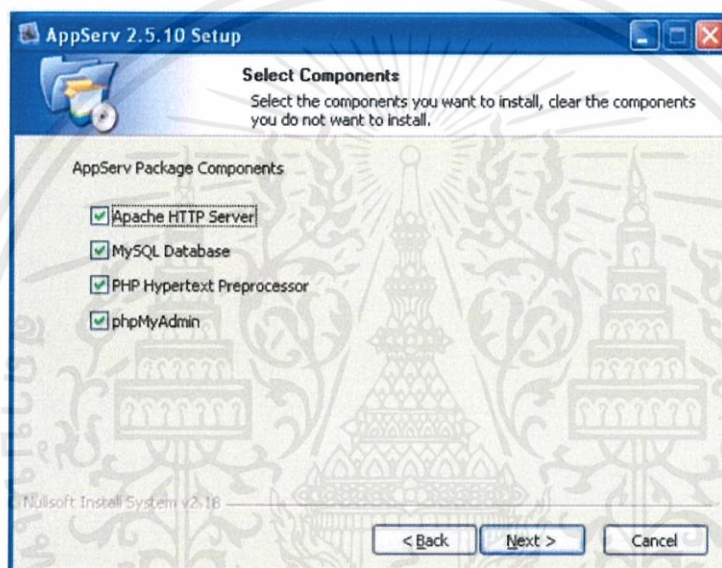 AppServ 2.5.10 Setup
Select Components
Select the components you want to install, clear the components
you do not want to install.
AppServ Package Components
Apache HTTP Server
MySQL Database
PHP Hypertext Preprocessor
phpMyAdmin
Nullsoft Install System v2.18
< Back Next > Cancel